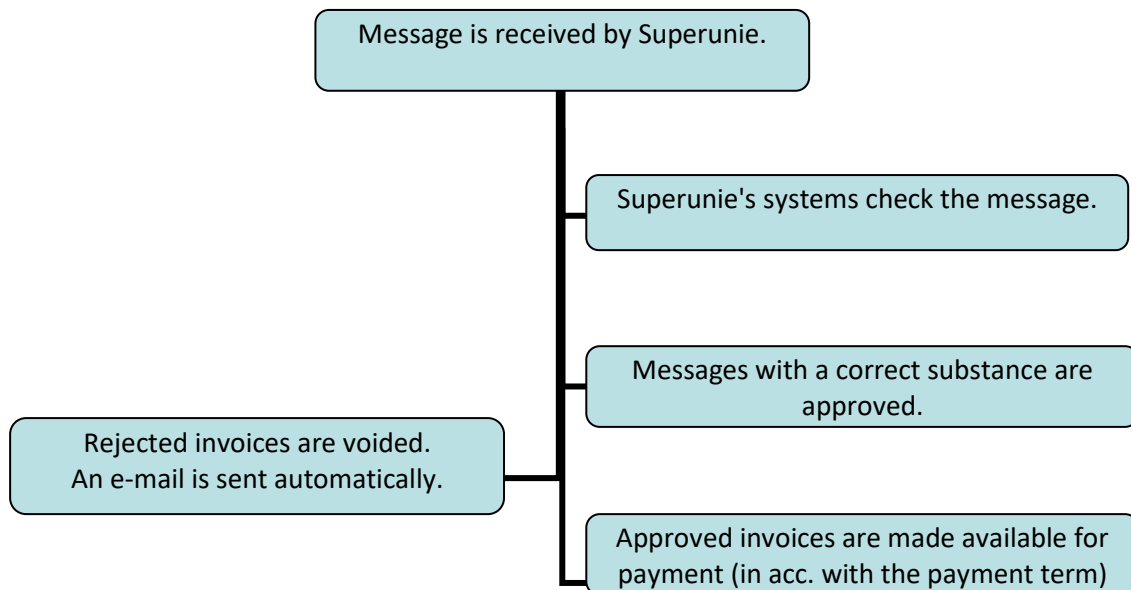 Message is received by Superunie.
Superunie's systems check the message.
Messages with a correct substance are
approved.
Rejected invoices are voided.
An e-mail is sent automatically.
Approved invoices are made available for
payment (in acc. with the payment term)